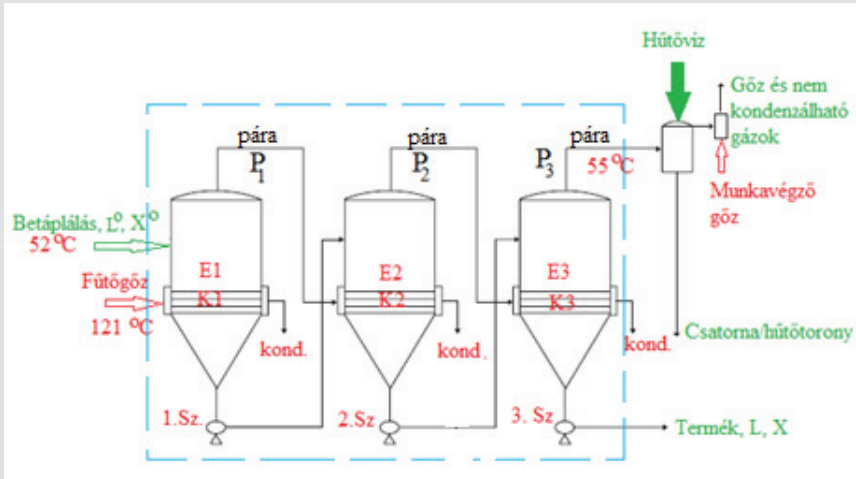 Hűtővíz
Gőz és nem
kondenzálható
gázok
pára
P1
pára
P2
pára
P3
55 °C
Munkavégző
gőz
Betáplálás, L°, X°
52 °C
E1
E2
E3
Fűtőgőz
K1
K2
K3
121 °C
kond.
kond.
kond.
Csatorna/hűtőtorony
1.Sz.
2.Sz
3. Sz
Termék, L, X